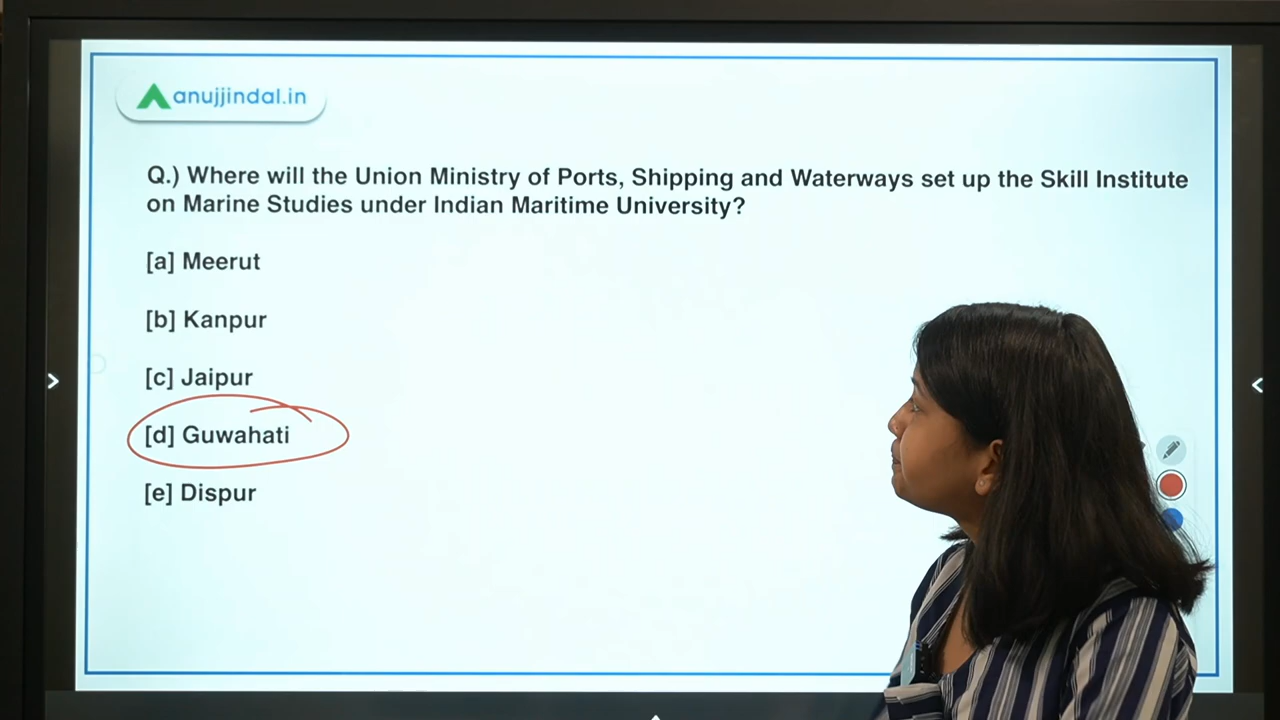 anujjindal.in
Q.) Where will the Union Ministry of Ports, Shipping and Waterways set up the Skill Institute
on Marine Studies under Indian Maritime University?
[a] Meerut
[b] Kanpur
[c] Jaipur
[d] Guwahati
[e] Dispur